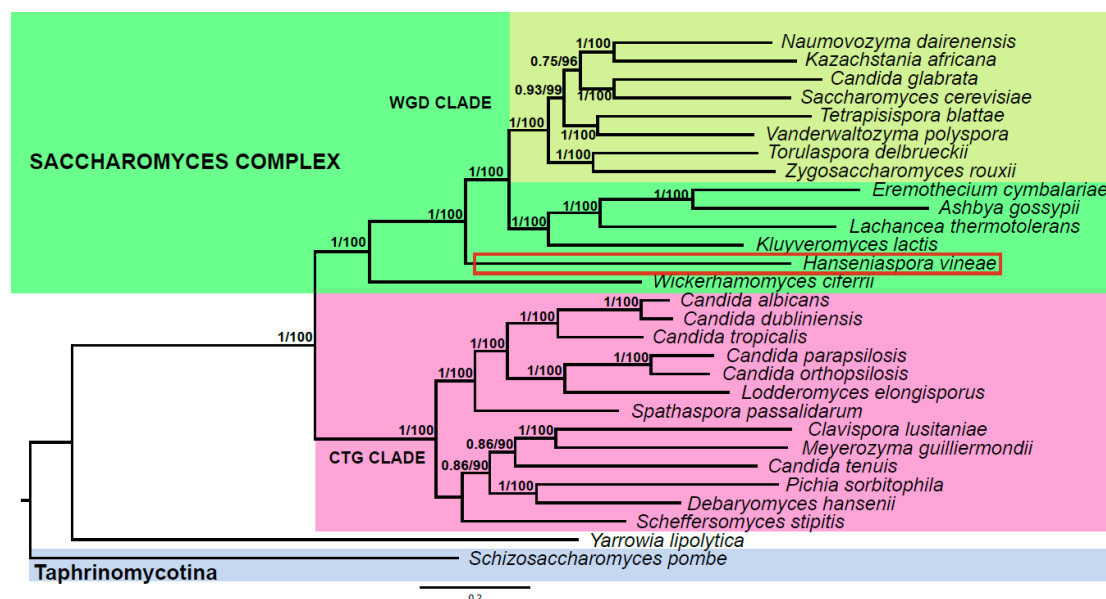 1/100
Naumovozyma dairenensis
0.75/96
Kazachstania africana
0.93/99
Candida glabrata
WGD CLADE
1/100
Saccharomyces cerevisiae
1/100
Tetrapisispora blattae
1/100
Vanderwaltozyma polyspora
SACCHAROMYCES COMPLEX
1/100
Torulaspora delbrueckii
1/100
Zygosaccharomyces rouxii
1/100
Eremothecium cymbalariae
1/100
1/100
Ashbya gossypii
1/100
Lachancea thermotolerans
1/100
Kluyveromyces lactis
Hanseniaspora vineae
Wickerhamomyces ciferrii
1/100
Candida albicans
1/100
Candida dubliniensis
1/100
1/100
Candida tropicalis
1/100
1/100
Candida parapsilosis
1/100
Candida orthopsilosis
Lodderomyces elongisporus
Spathaspora passalidarum
1/100
1/100
Clavispora lusitaniae
0.86/90
Meyerozyma guilliermondii
CTG CLADE
0.86/90
Candida tenuis
1/100
Pichia sorbitophila
Debaryomyces hansenii
Scheffersomyces stipitis
Yarrowia lipolytica
Schizosaccharomyces pombe
Taphrinomycotina
0.2